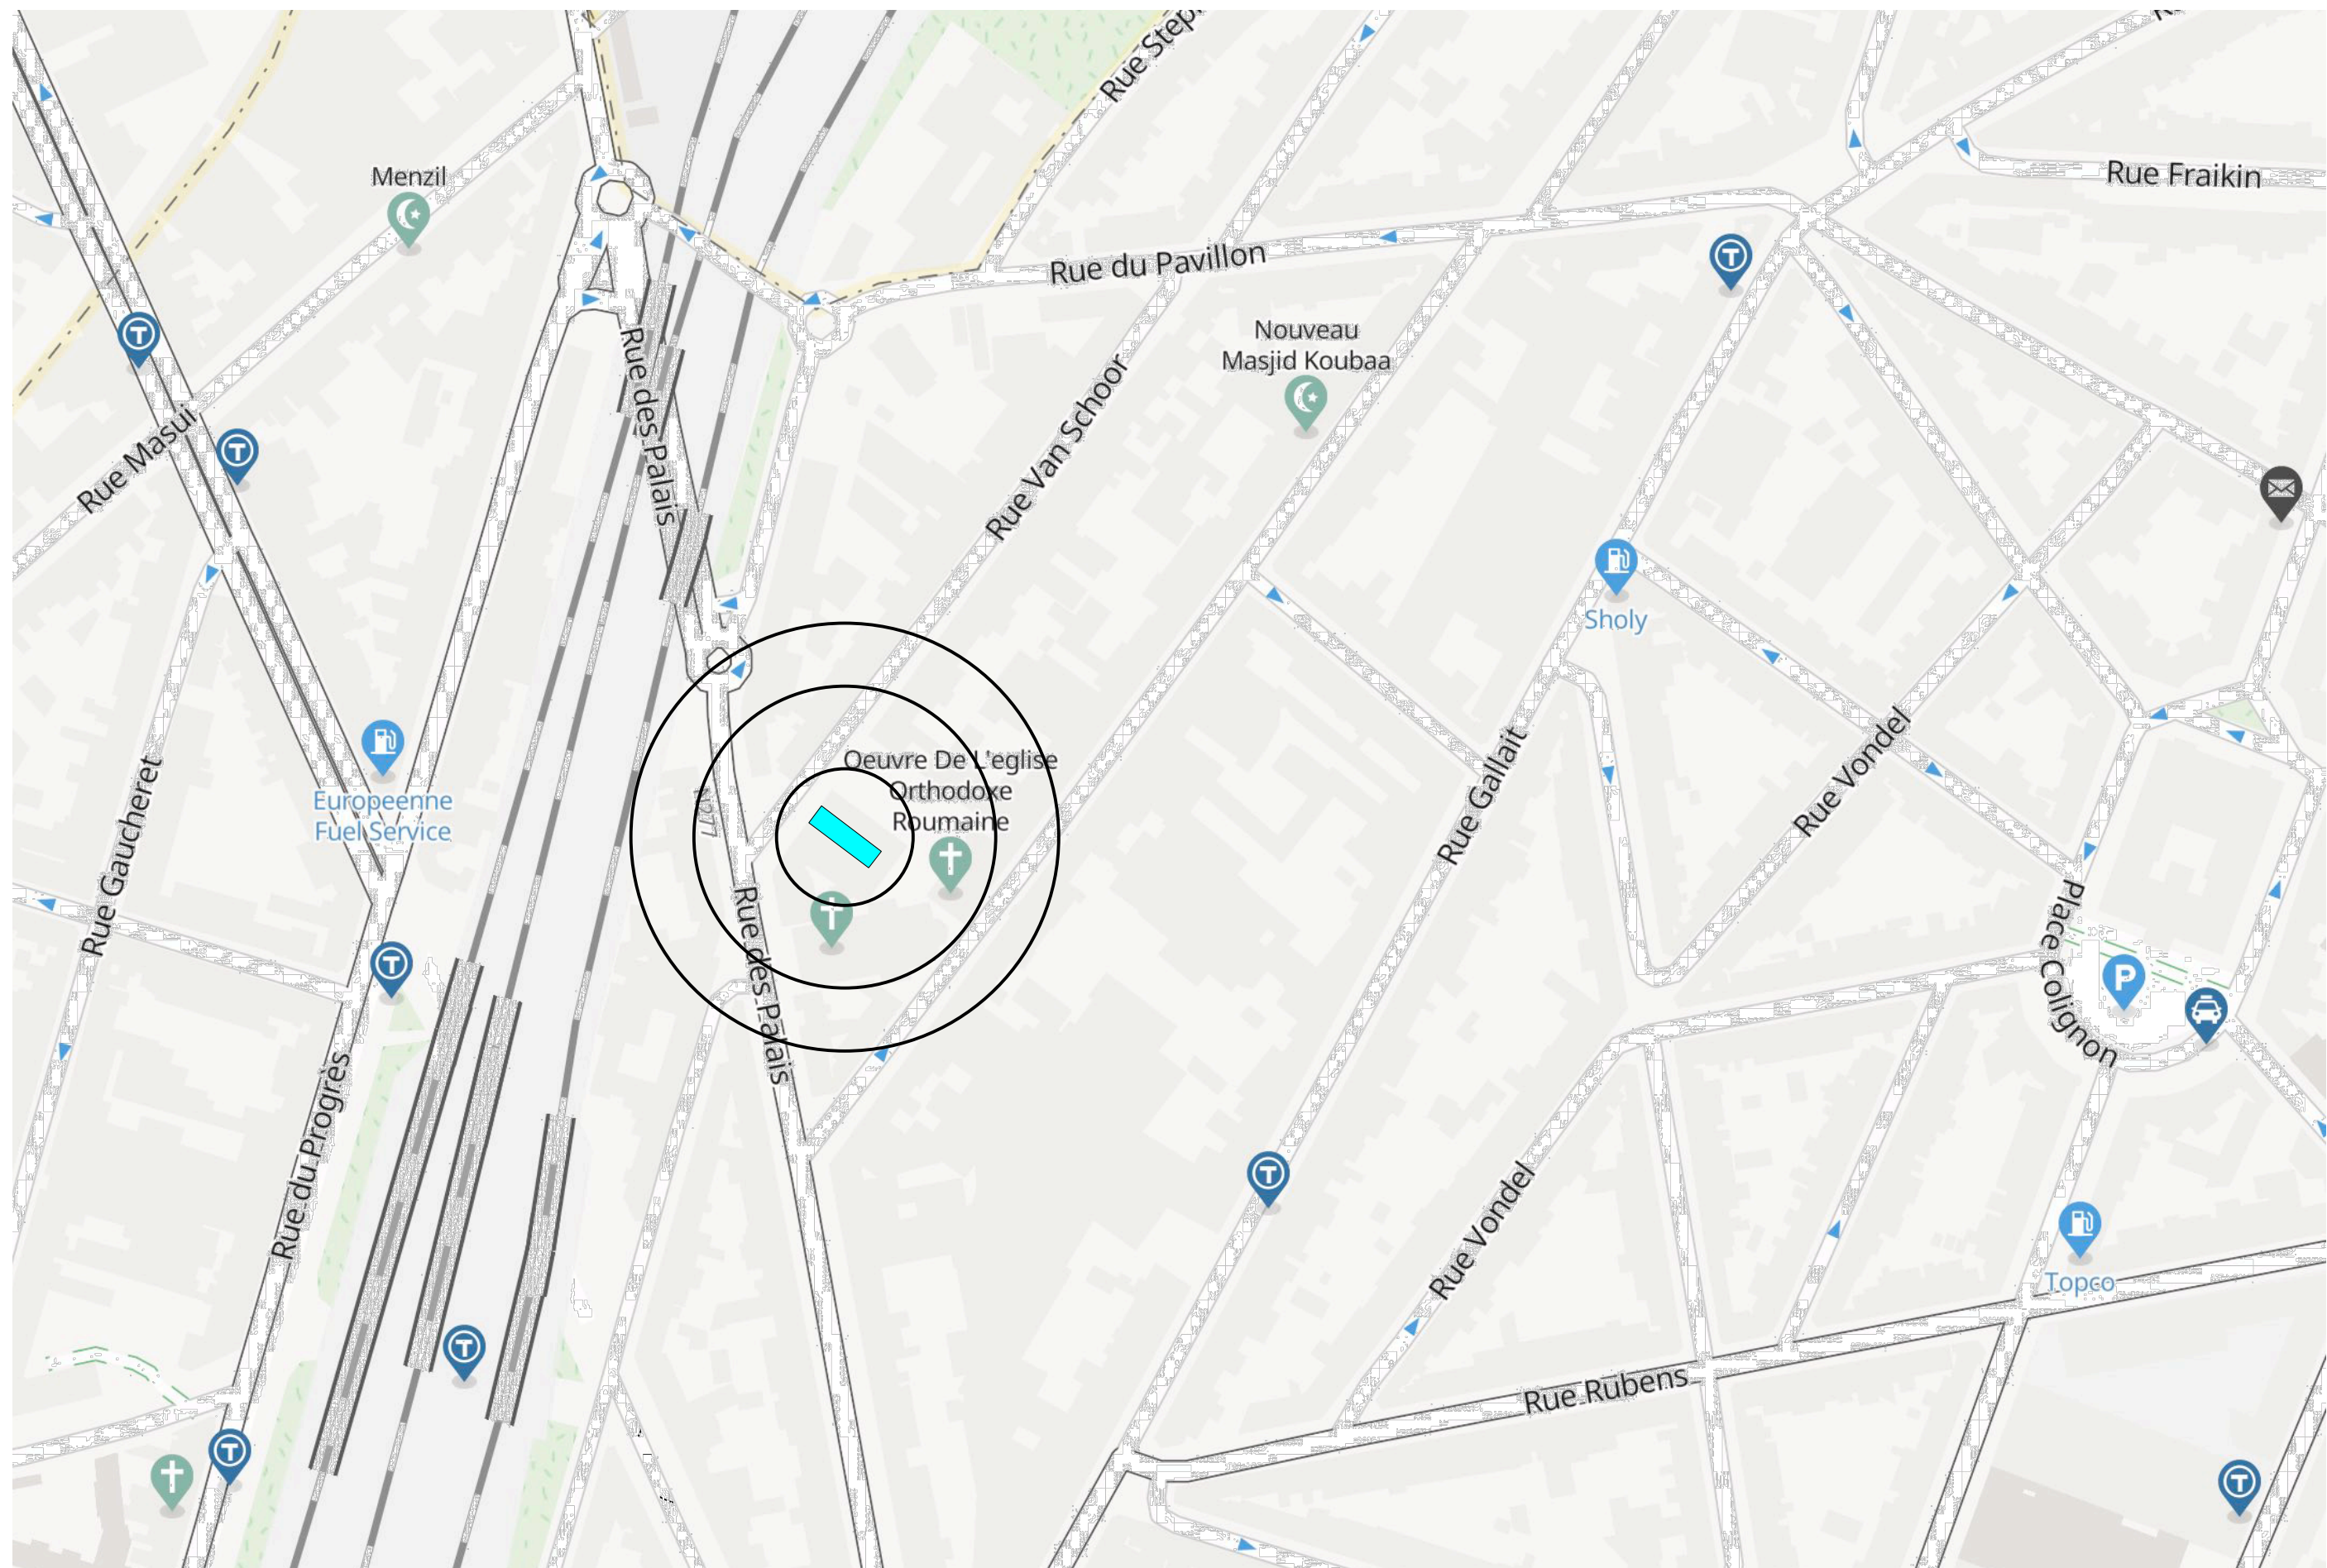 Rue Step
Rue Fraikin
Menzil
Rue du Pavillon
Nouveau
Masjid Koubaa
Rue des Palais
Rue Van Schoor
Rue Masui
Sholy
Rue Vondel
Rue Gallait
Oeuvre De L'eglise
Orthodoxe
Roumaine
Europeenne
Fuel Service
N277
Rue Gaucheret
Rue des Palais
Place Colignon
P
Rue du Progrès
Rue Vondel
Topco
Rue Rubens
T
T
T
T
T
T
T
T